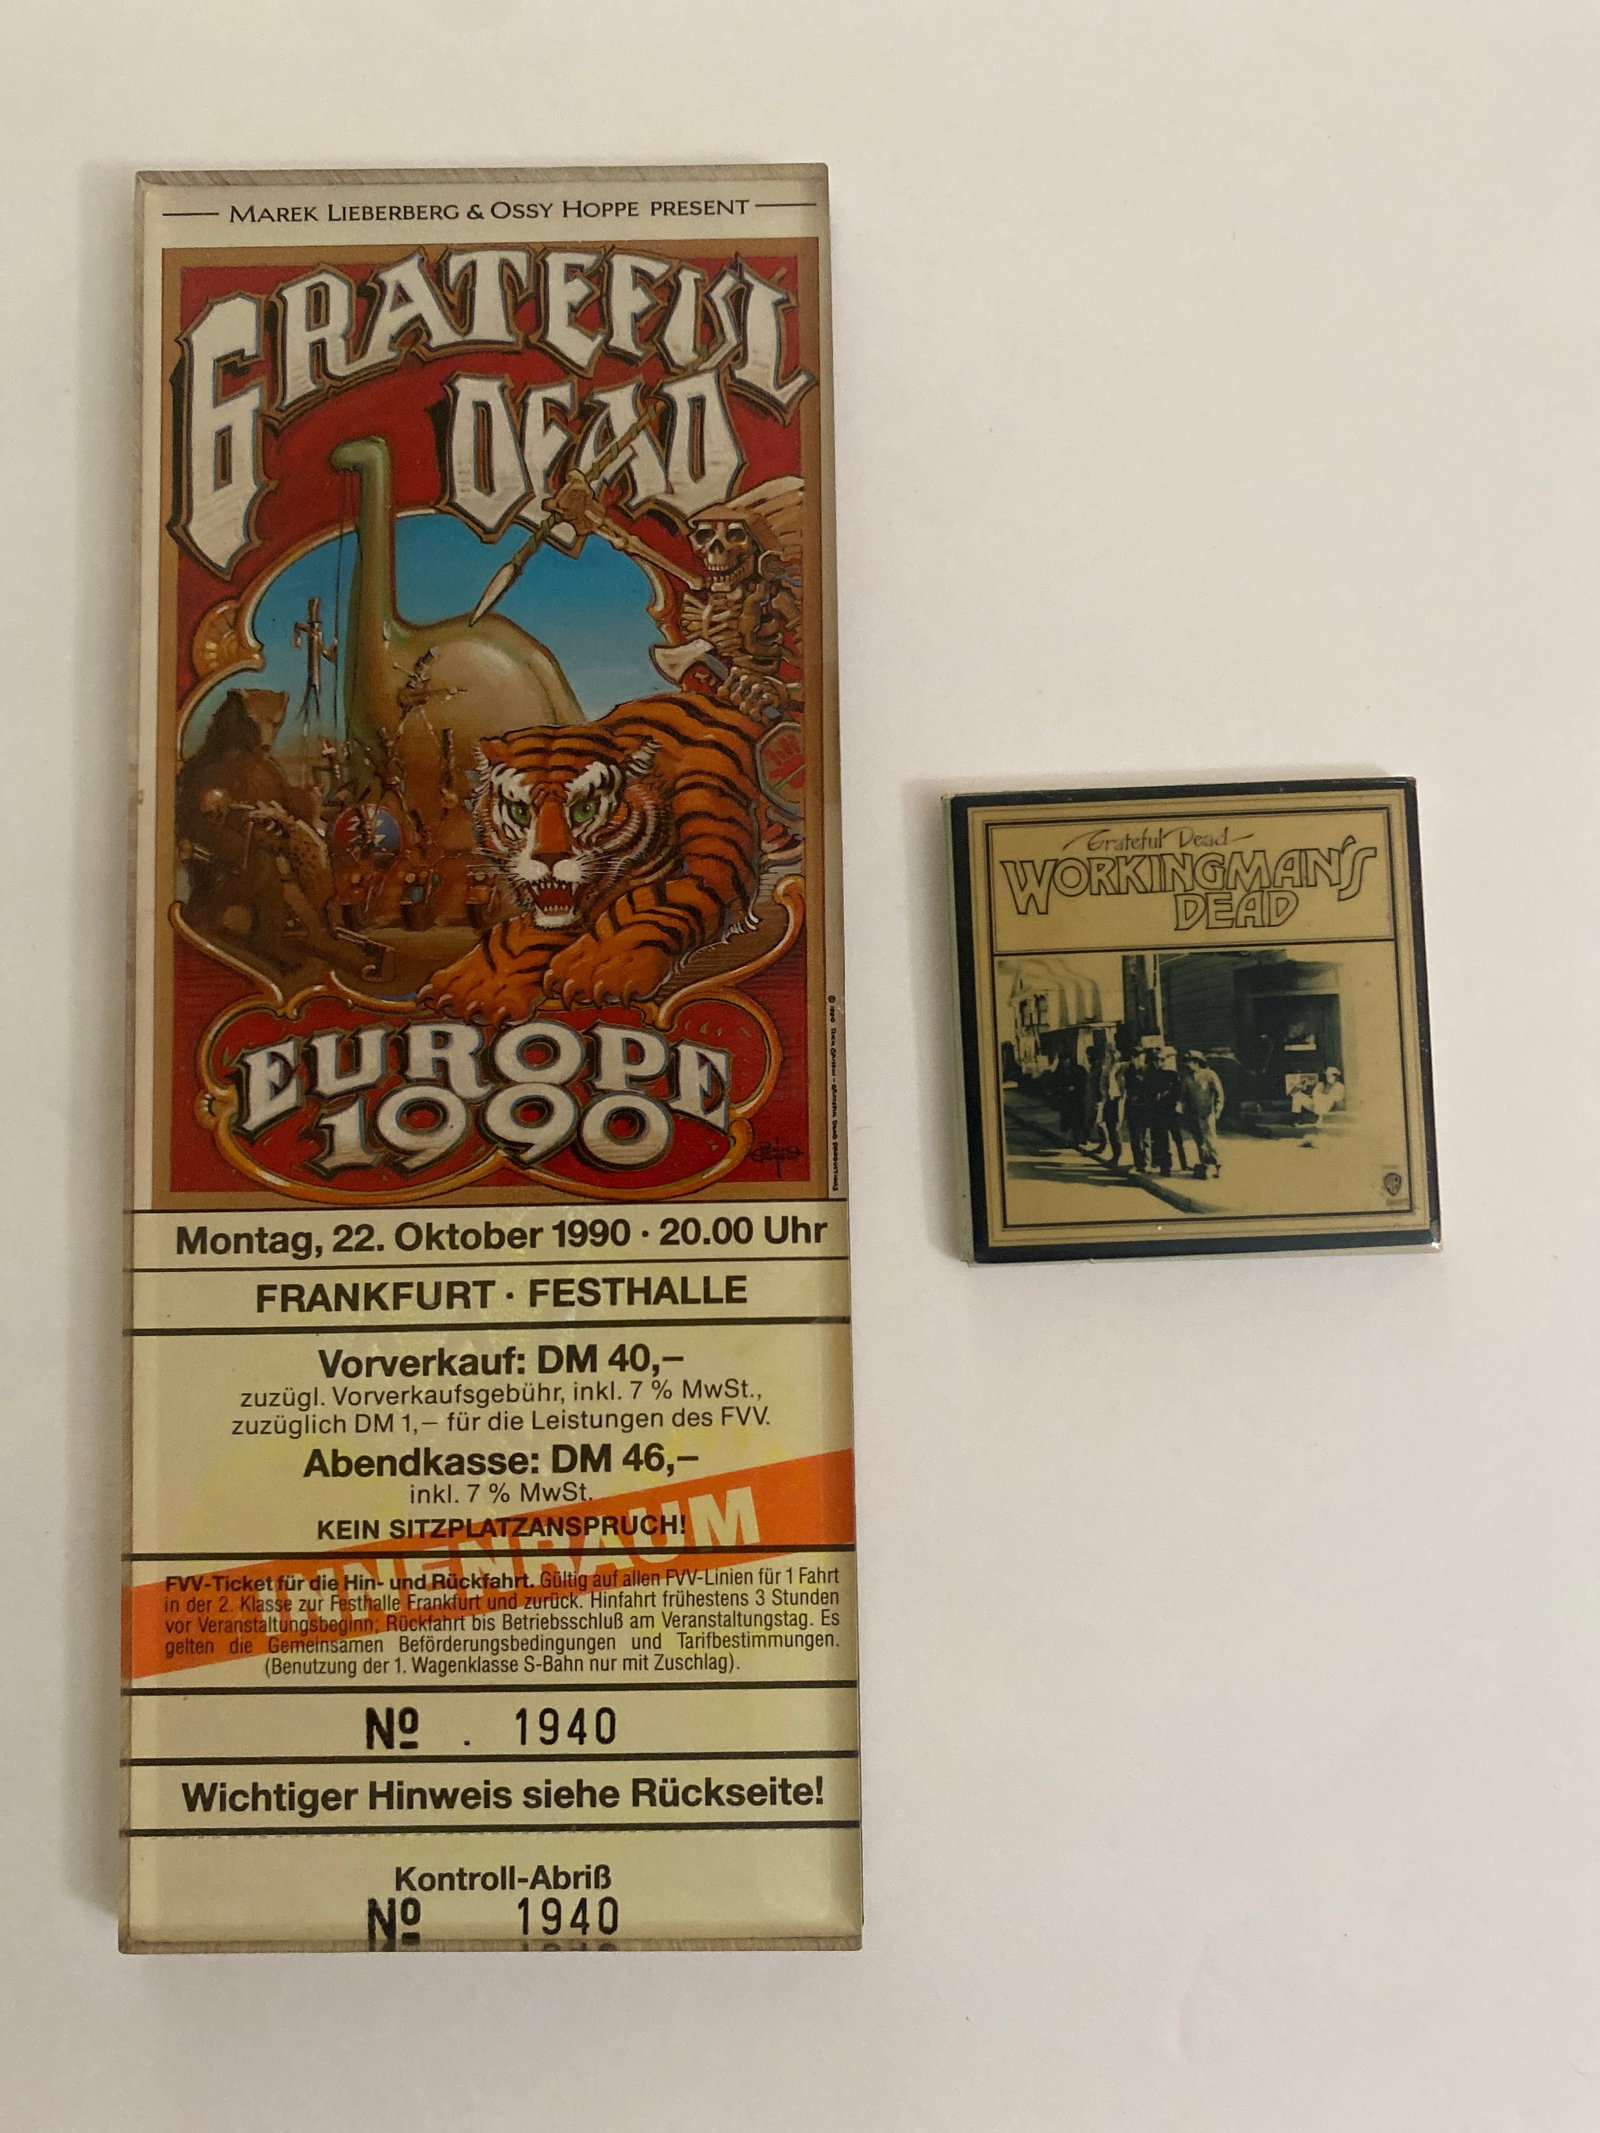 MAREK LIEBERBERG & OSSY HOPPE PRESENT
GRATEFUL
DEAD
EUROPE
1990
Montag, 22. Oktober 1990 · 20.00 Uhr
FRANKFURT · FESTHALLE
Vorverkauf: DM 40,–
zuzügl. Vorverkaufsgebühr, inkl. 7 % MwSt.,
zuzüglich DM 1,– für die Leistungen des FVV.
Abendkasse: DM 46,–
inkl. 7 % MwSt.
KEIN SITZPLATZANSPRUCH!
INNENRAUM
FVV-Ticket für die Hin- und Rückfahrt. Gültig auf allen FVV-Linien für 1 Fahrt
in der 2. Klasse zur Festhalle Frankfurt und zurück. Hinfahrt frühestens 3 Stunden
vor Veranstaltungsbeginn; Rückfahrt bis Betriebsschluß am Veranstaltungstag. Es
gelten die Gemeinsamen Beförderungsbedingungen und Tarifbestimmungen.
(Benutzung der 1. Wagenklasse S-Bahn nur mit Zuschlag).
Nº . 1940
Wichtiger Hinweis siehe Rückseite!
Kontroll-Abriß
Nº 1940
Grateful Dead
WORKINGMAN'S
DEAD